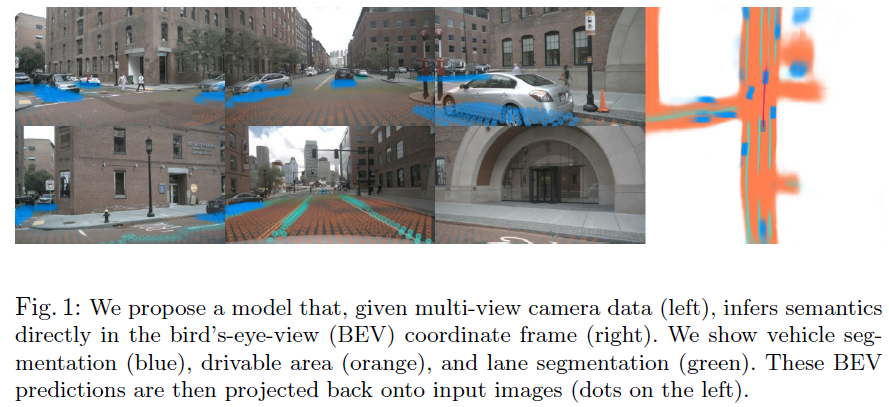 Fig. 1: We propose a model that, given multi-view camera data (left), infers semantics
directly in the bird's-eye-view (BEV) coordinate frame (right). We show vehicle seg-
mentation (blue), drivable area (orange), and lane segmentation (green). These BEV
predictions are then projected back onto input images (dots on the left).